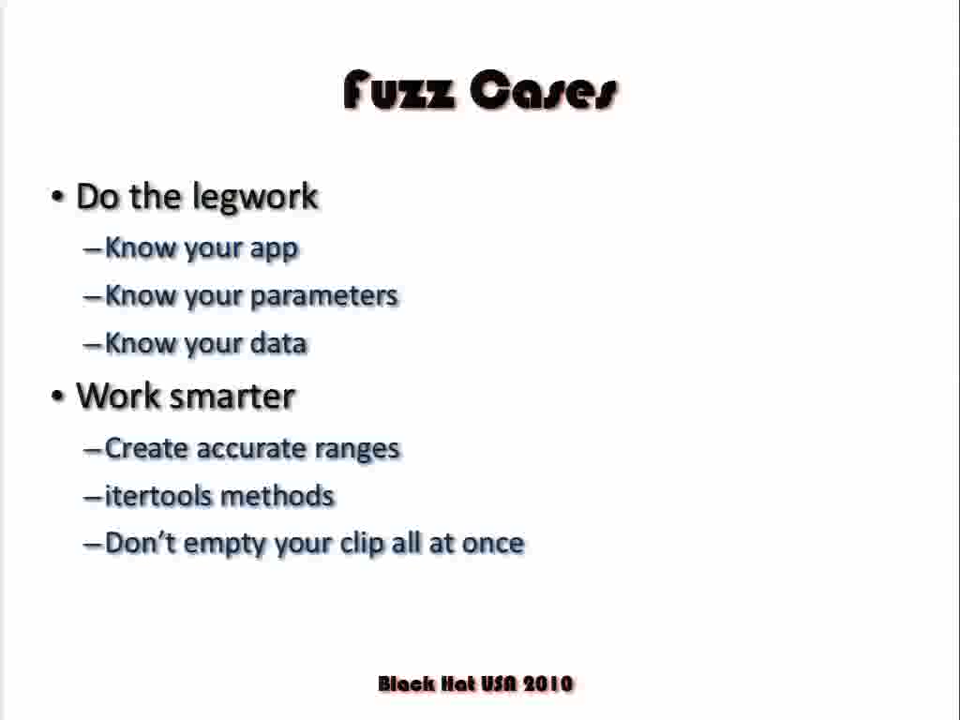 Fuzz Cases
• Do the legwork
–Know your app
–Know your parameters
–Know your data
• Work smarter
–Create accurate ranges
–itertools methods
–Don’t empty your clip all at once
Black Hat USA 2010